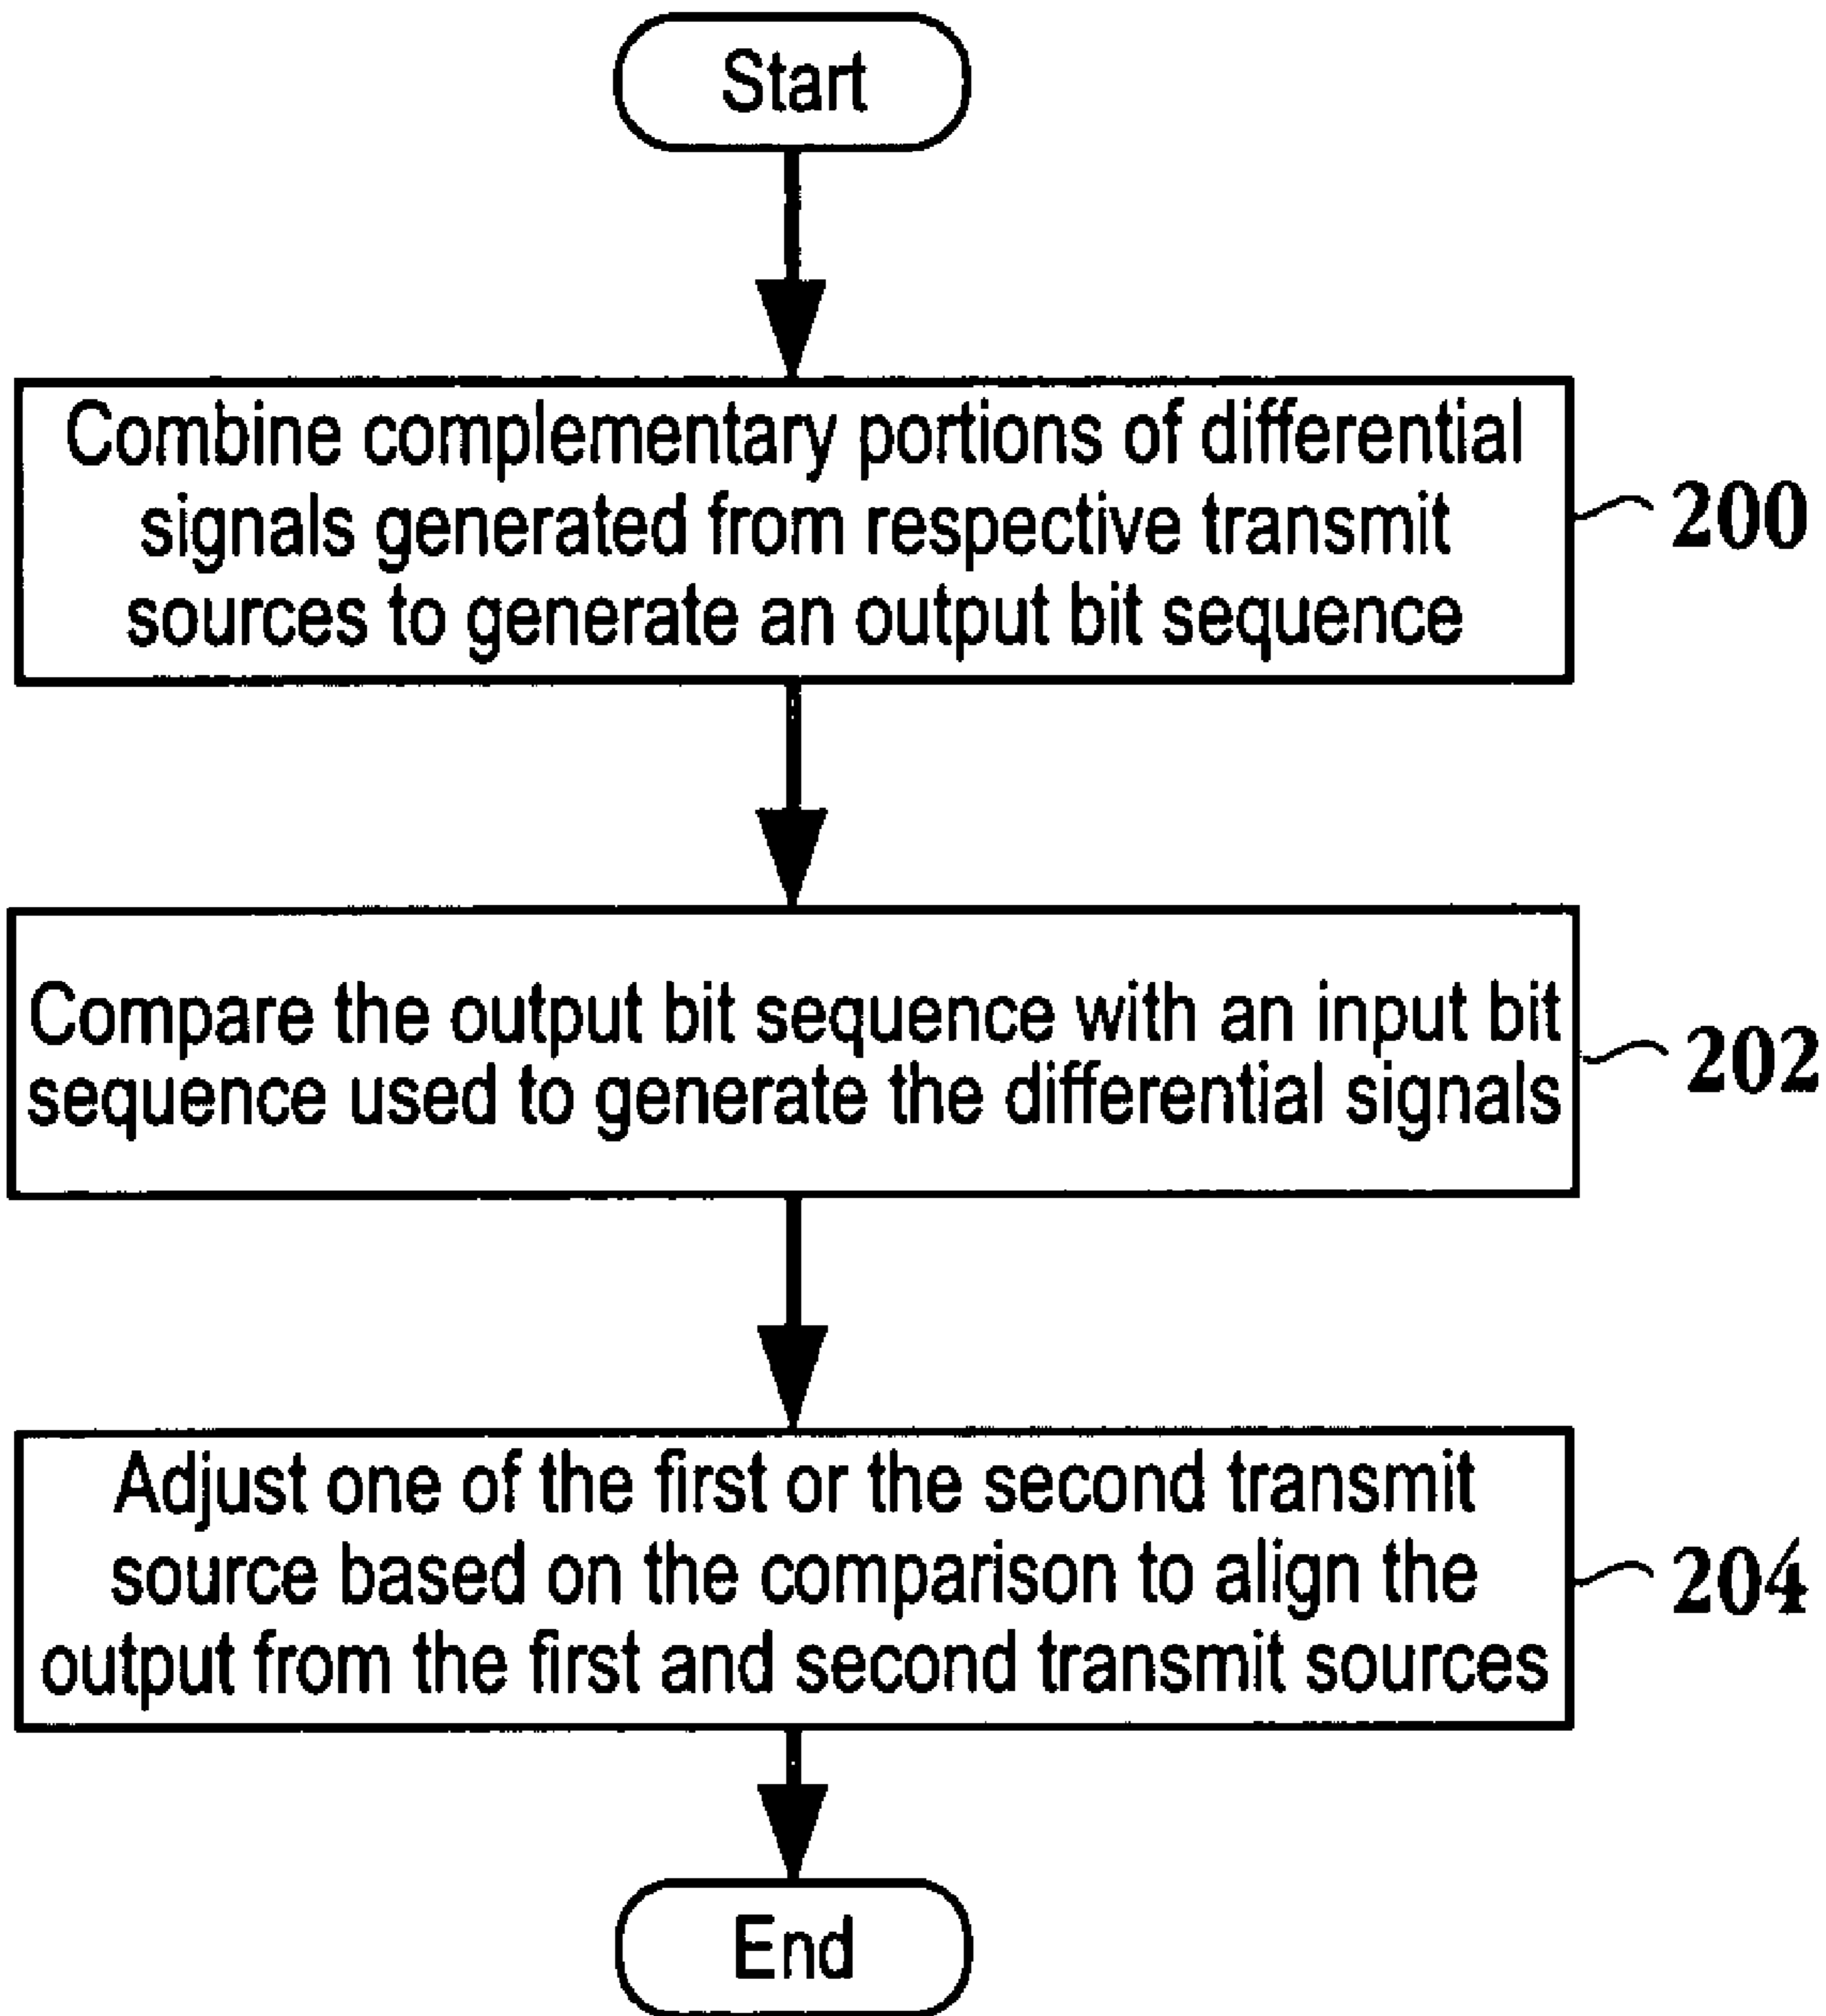 Start
Combine complementary portions of differential
signals generated from respective transmit
sources to generate an output bit sequence
200
Compare the output bit sequence with an input bit
sequence used to generate the differential signals
202
Adjust one of the first or the second transmit
source based on the comparison to align the
output from the first and second transmit sources
204
End